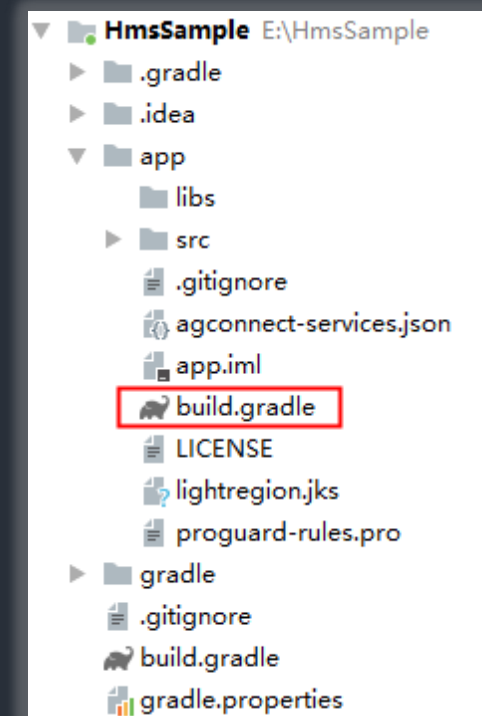 HmsSample E:\HmsSample
.gradle
.idea
app
libs
src
.gitignore
agconnect-services.json
app.iml
build.gradle
LICENSE
lightregion.jks
proguard-rules.pro
gradle
.gitignore
build.gradle
gradle.properties